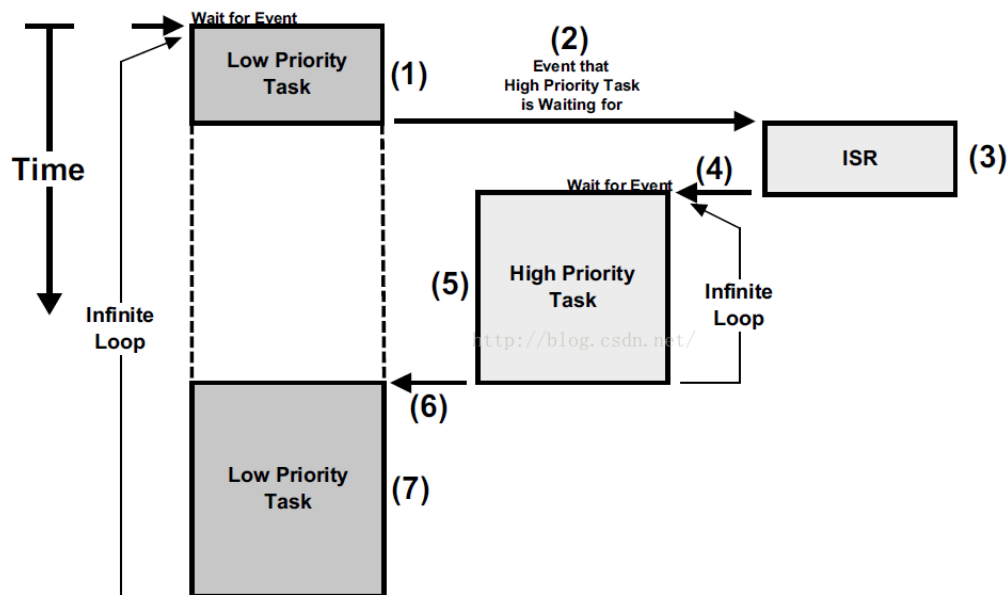 Wait for Event
Low Priority
Task
(1)
(2)
Event that
High Priority Task
is Waiting for
Time
ISR
(3)
Wait for Event
(4)
High Priority
Task
(5)
Infinite
Loop
Infinite
Loop
http://blog.csdn.net/
(6)
Low Priority
Task
(7)